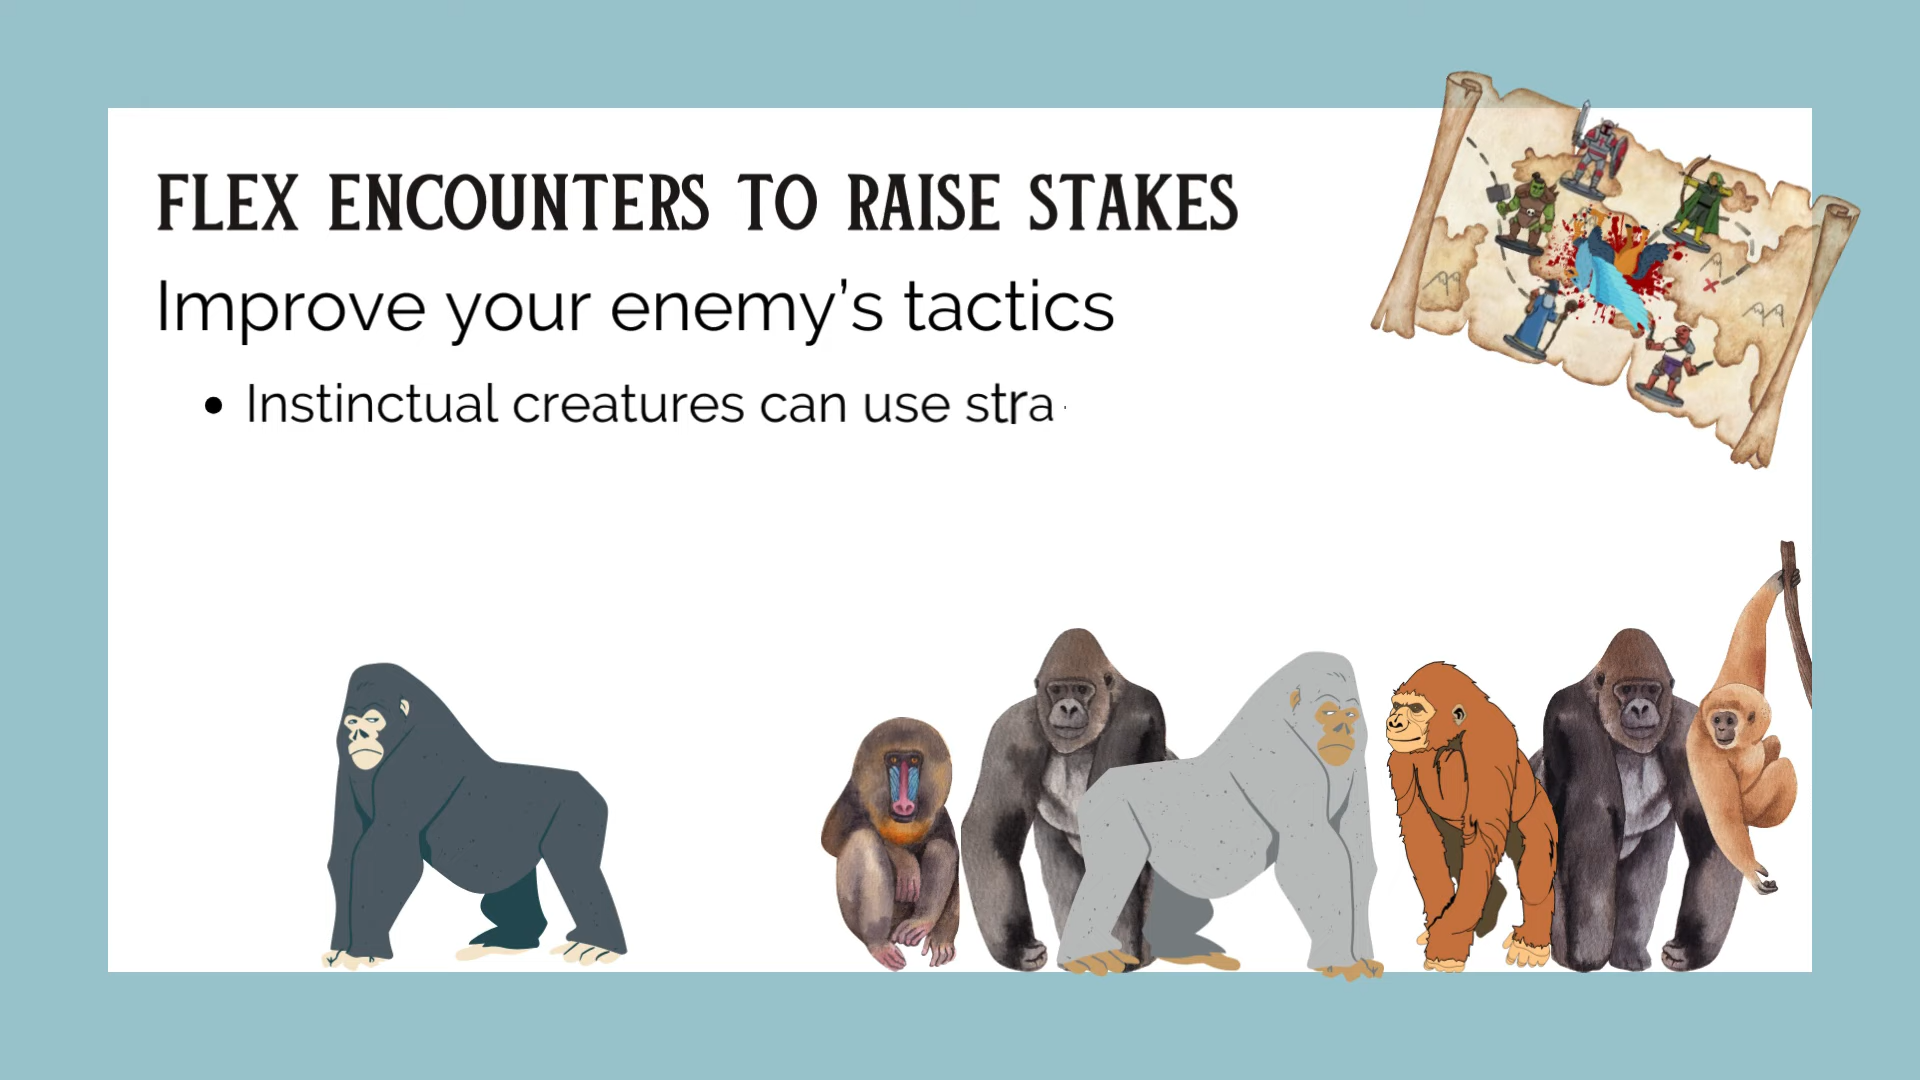 FLEX ENCOUNTERS TO RAISE STAKES
Improve your enemy’s tactics
• Instinctual creatures can use stra